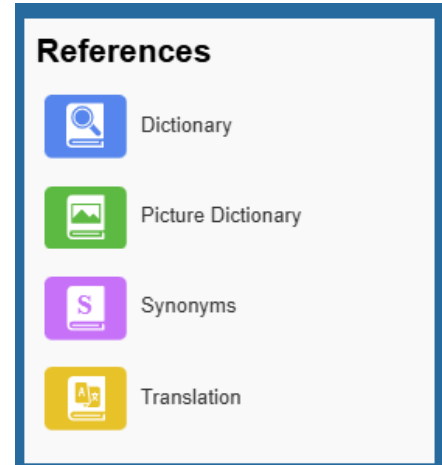 References
Dictionary
Picture Dictionary
S Synonyms
A Translation